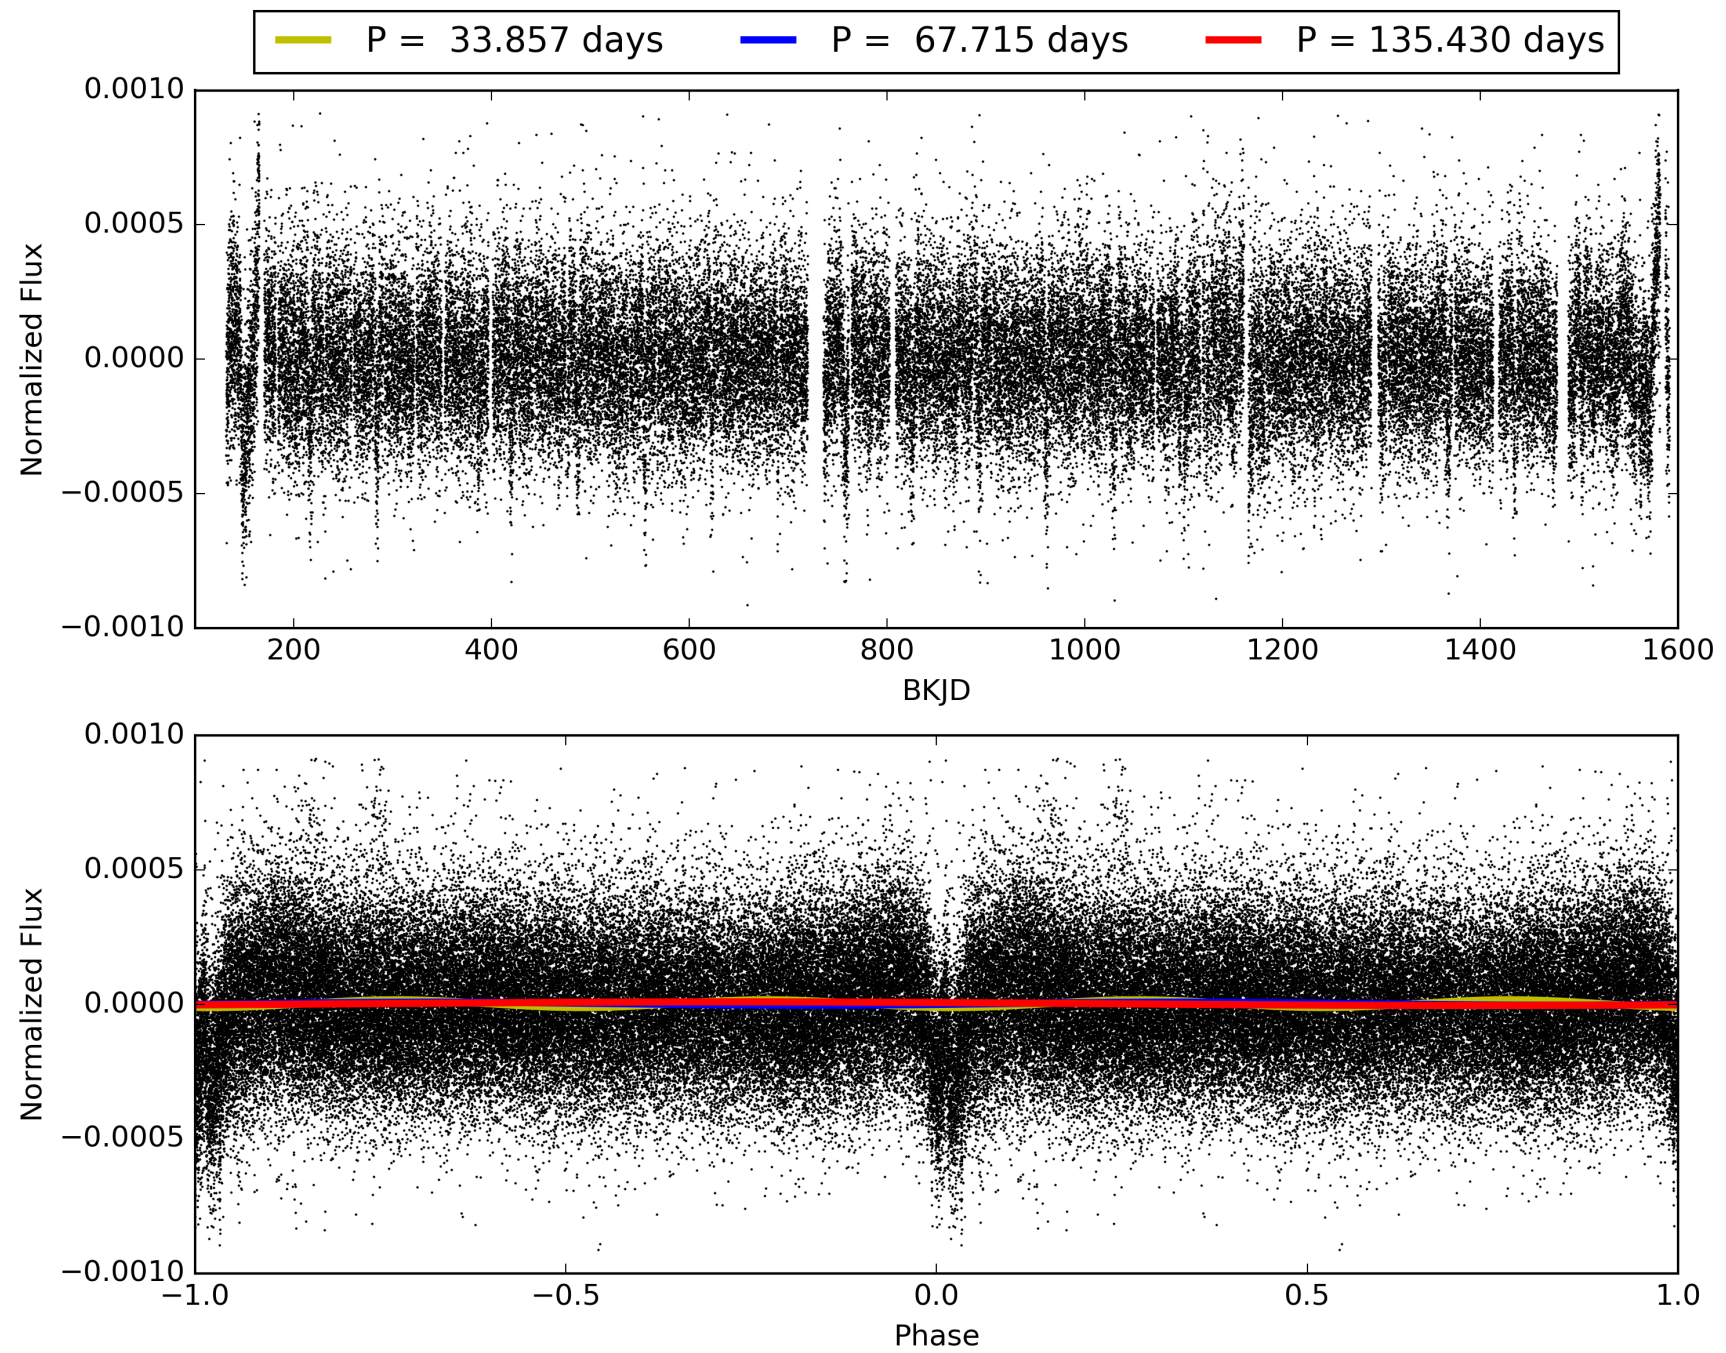 P = 33.857 days P = 67.715 days P = 135.430 days
0.0010
0.0005
0.0000
−0.0005
−0.0010
Normalized Flux
200 400 600 800 1000 1200 1400 1600
BKJD
0.0010
0.0005
0.0000
−0.0005
−0.0010
Normalized Flux
−1.0 −0.5 0.0 0.5 1.0
Phase